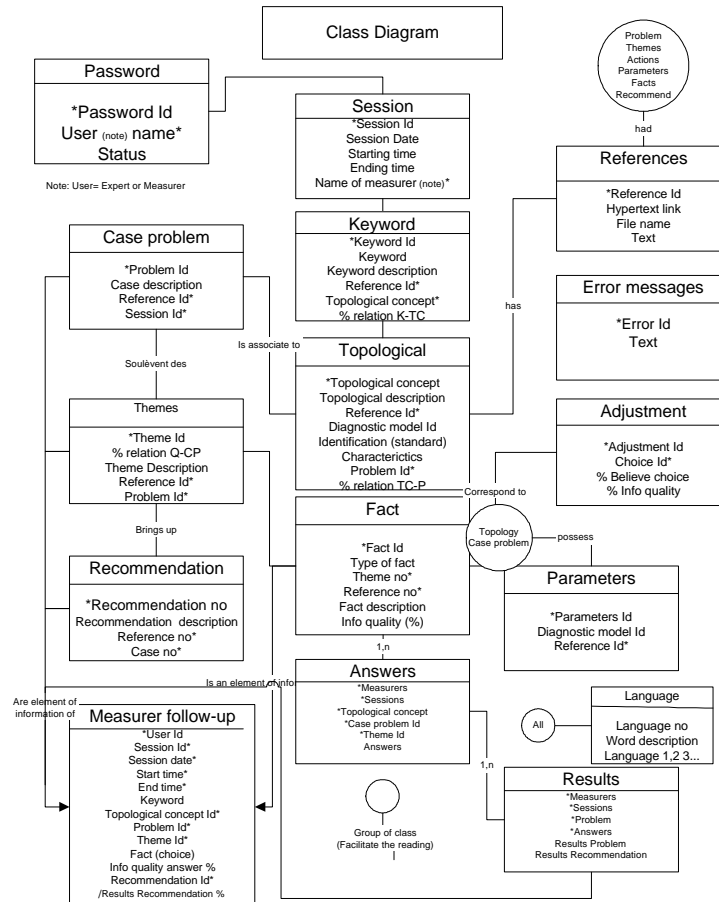 Class Diagram
Problem
Themes
Actions
Parameters
Facts
Recommend
had
Password
*Password Id
User (note) name*
Status
Note: User= Expert or Measurer
Session
*Session Id
Session Date
Starting time
Ending time
Name of measurer (note)*
References
*Reference Id
Hypertext link
File name
Text
Keyword
*Keyword Id
Keyword
Keyword description
Reference Id*
Topological concept*
% relation K-TC
Case problem
*Problem Id
Case description
Reference Id*
Session Id*
has
Error messages
*Error Id
Text
Is associate to
Soulèvent des
Topological
*Topological concept
Topological description
Reference Id*
Diagnostic model Id
Identification (standard)
Characterictics
Problem Id*
% relation TC-P
Themes
*Theme Id
% relation Q-CP
Theme Description
Reference Id*
Problem Id*
Adjustment
*Adjustment Id
Choice Id*
% Believe choice
% Info quality
Correspond to
Brings up
Fact
*Fact Id
Type of fact
Theme no*
Reference no*
Fact description
Info quality (%)
Topology
Case problem
possess
Recommendation
*Recommendation no
Recommendation description
Reference no*
Case no*
Parameters
*Parameters Id
Diagnostic model Id
Reference Id*
1,n
Is an element of info
Answers
*Measurers
*Sessions
*Topological concept
*Case problem Id
*Theme Id
Answers
Are element of
information of
Language
Language no
Word description
Language 1,2 3...
All
Measurer follow-up
*User Id
Session Id*
Session date*
Start time*
End time*
Keyword
Topological concept Id*
Problem Id*
Theme Id*
Fact (choice)
Info quality answer %
Recommendation Id*
/Results Recommendation %
1,n
Results
*Measurers
*Sessions
*Problem
*Answers
Results Problem
Results Recommendation
Group of class
(Facilitate the reading)